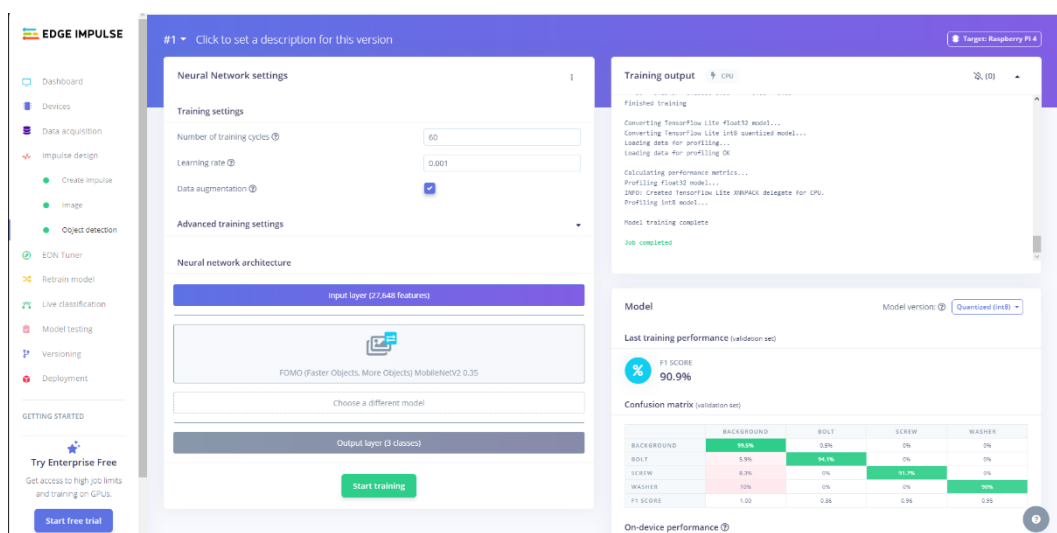 EDGE IMPULSE
Dashboard
Devices
Data acquisition
Impulse design
Create impulse
Image
Object detection
EON Tuner
Retrain model
Live classification
Model testing
Versioning
Deployment
GETTING STARTED
Try Enterprise Free
Get access to high job limits
and training on GPUs.
Start free trial
#1 Click to set a description for this version
Target: Raspberry Pi 4
Neural Network settings
Training settings
Number of training cycles 60
Learning rate 0.001
Data augmentation
Advanced training settings
Neural network architecture
Input layer (27,648 features)
FOMO (Faster Objects, More Objects) MobileNetV2 0.35
Choose a different model
Output layer (3 classes)
Start training
Training output CPU (0)
Finished training
Converting TensorFlow Lite float32 model...
Converting TensorFlow Lite int8 quantized model...
Loading data for profiling...
Loading data for profiling OK
Calculating performance metrics...
Profiling float32 model...
INFO: Created TensorFlow Lite XNNPACK delegate for CPU.
Profiling int8 model...
Model training complete
Job completed
Model Model version: Quantized (int8)
Last training performance (validation set)
% F1 SCORE
90.9%
Confusion matrix (validation set)
BACKGROUND BOLT SCREW WASHER
BACKGROUND 99.5% 0.5% 0% 0%
BOLT 5.9% 94.1% 0% 0%
SCREW 8.3% 0% 91.7% 0%
WASHER 10% 0% 0% 90%
F1 SCORE 1.00 0.86 0.96 0.95
On-device performance